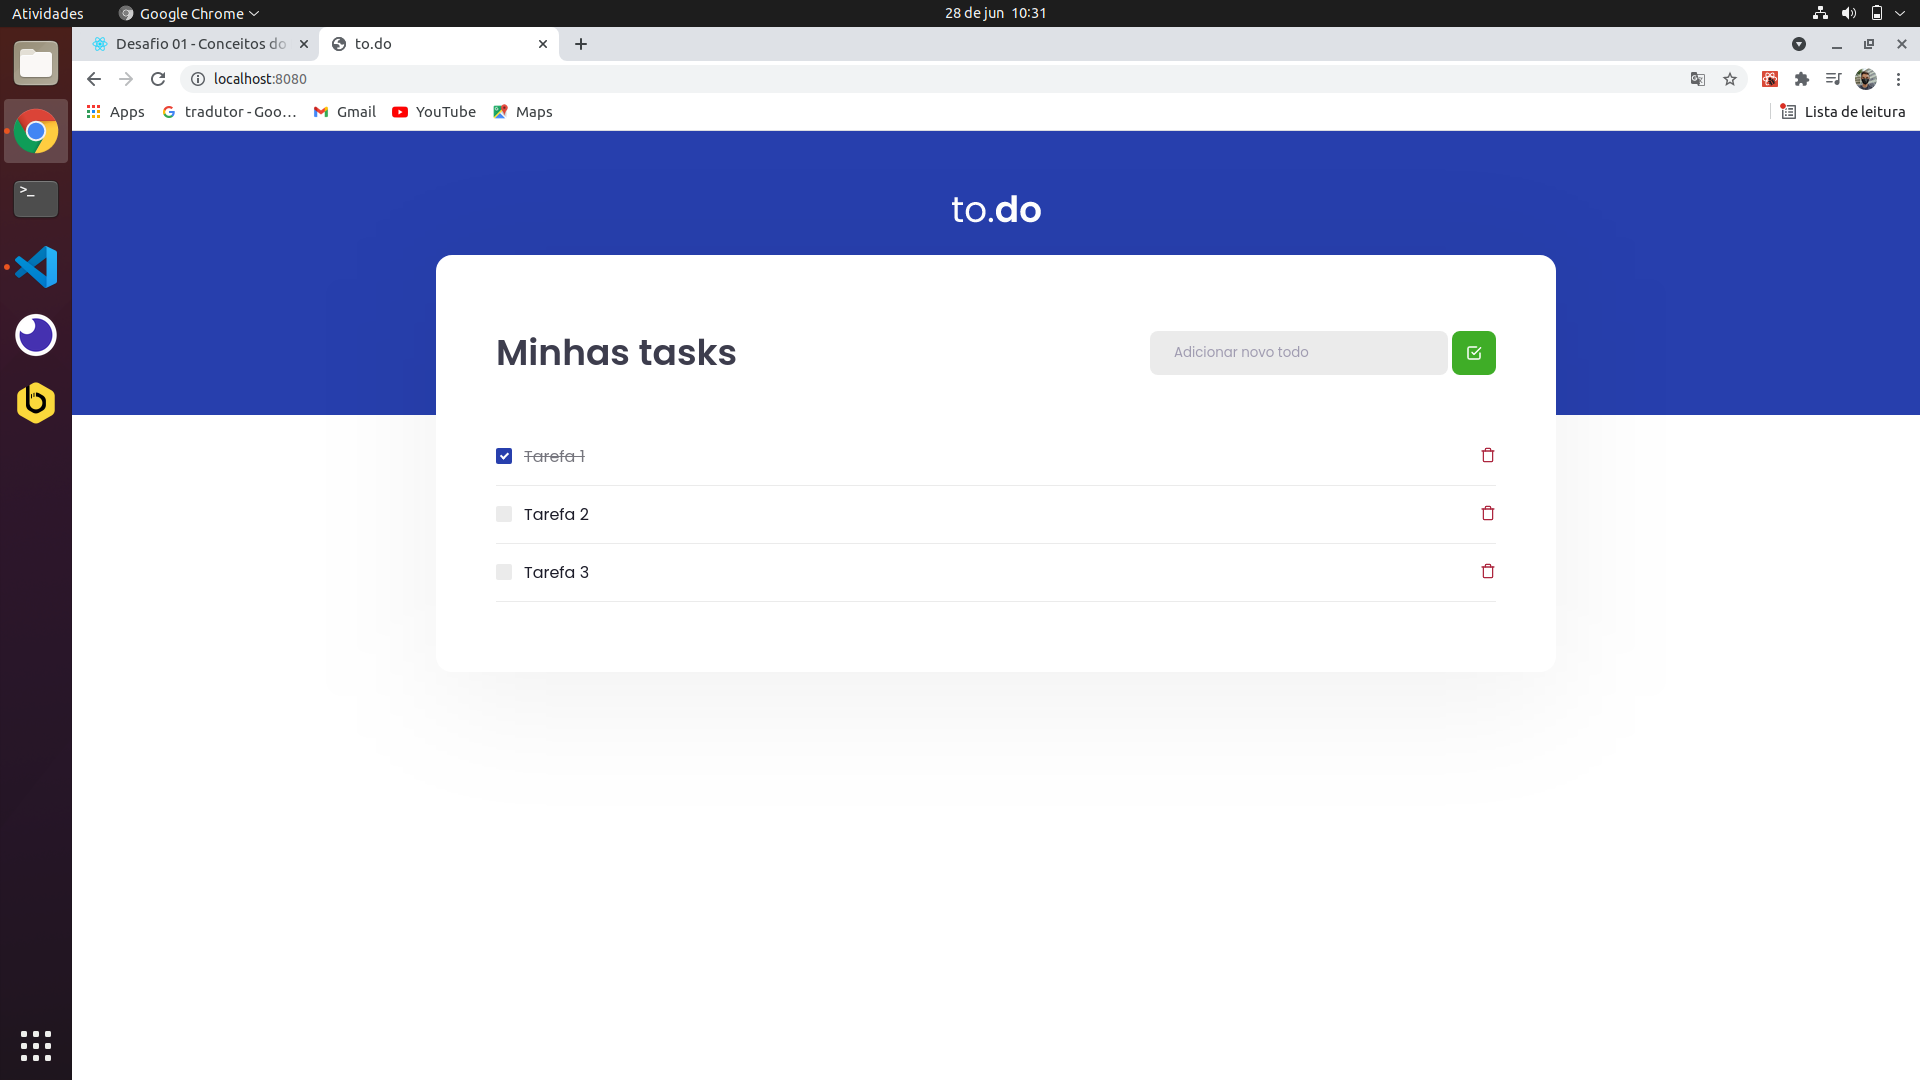 Atividades
Google Chrome
28 de jun 10:31
Desafio 01 - Conceitos do
to.do
localhost:8080
Apps
tradutor - Goo...
Gmail
YouTube
Maps
Lista de leitura
to.do
Minhas tasks
Adicionar novo todo
Tarefa 1
Tarefa 2
Tarefa 3